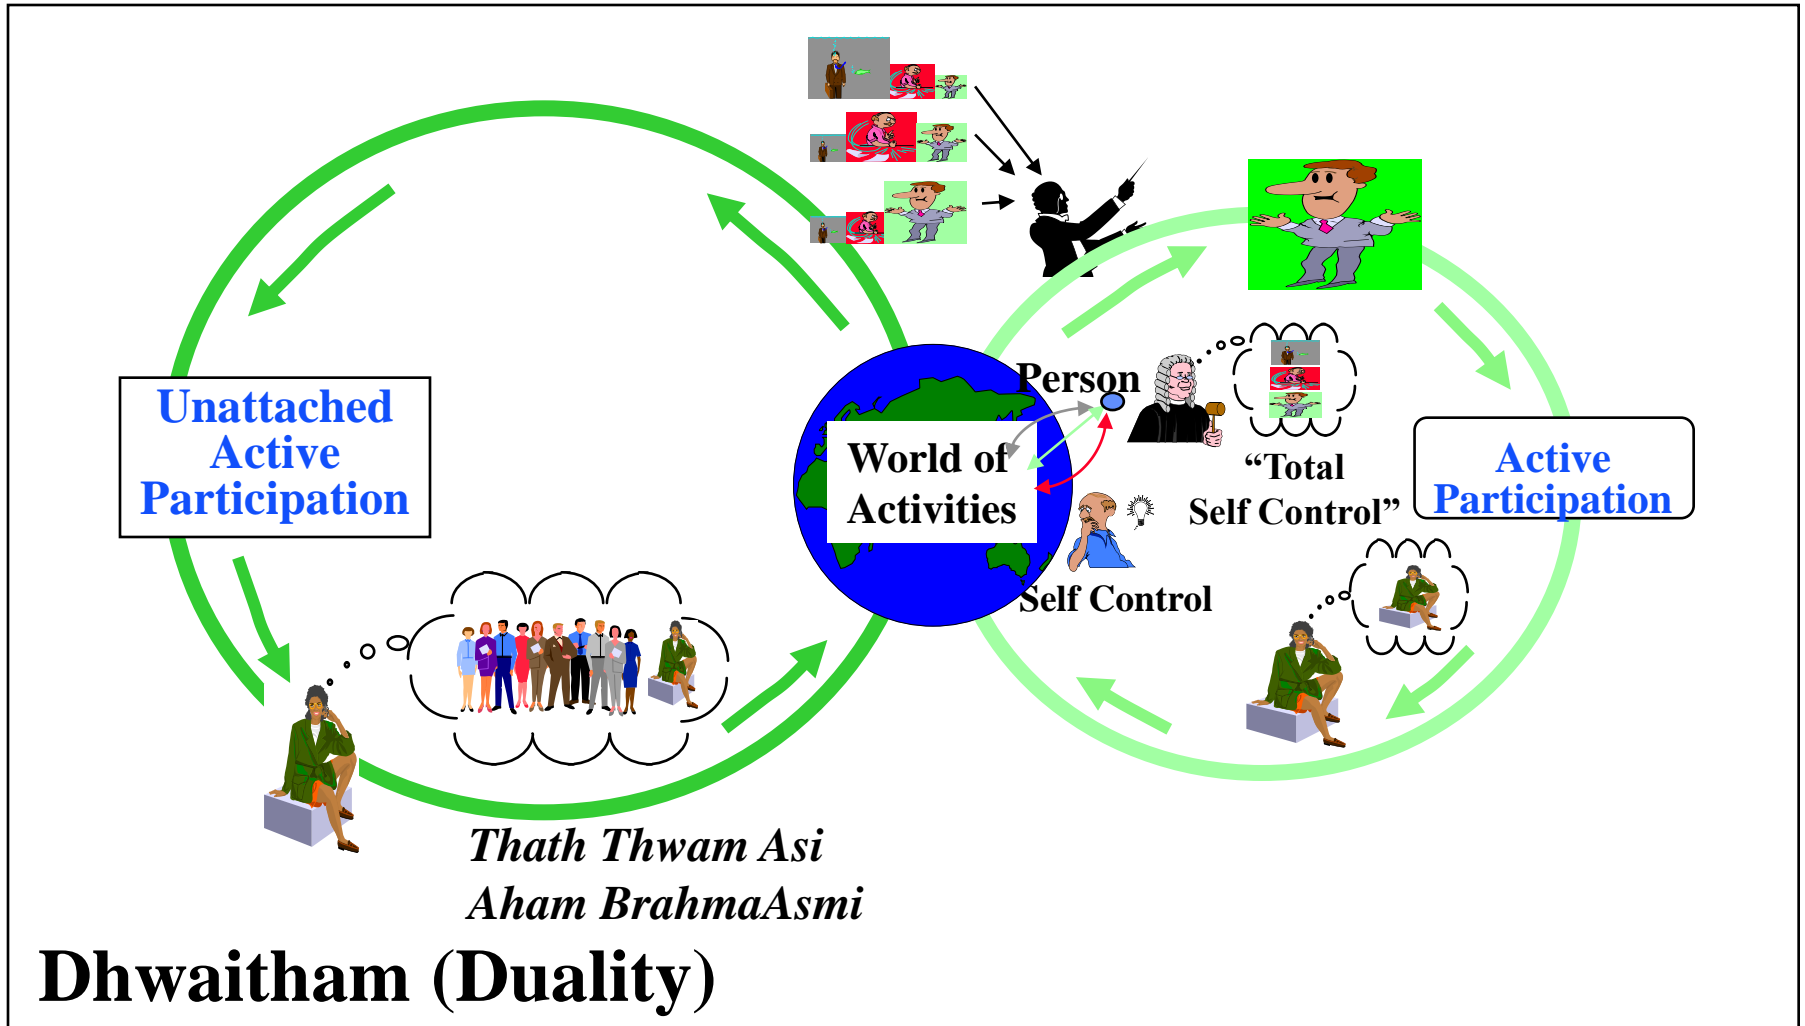 Unattached
Active
Participation
Person
World of
Activities
“Total
Self Control”
Active
Participation
Self Control
Thath Thwam Asi
Aham BrahmaAsmi
Dhwaitham (Duality)